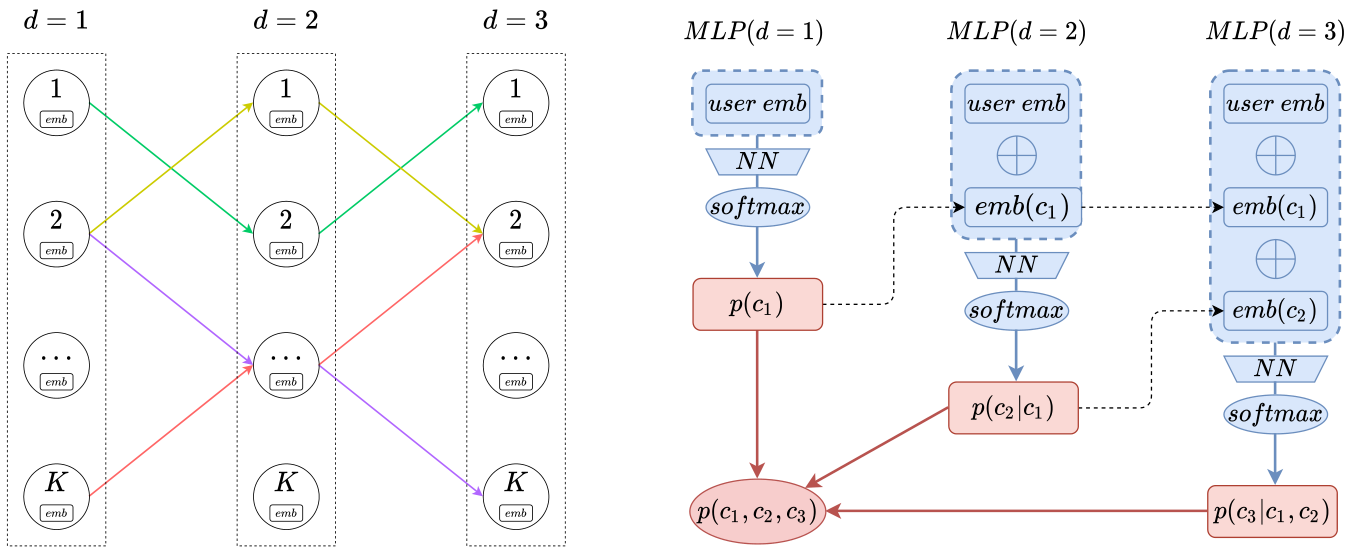 d = 1
d = 2
d = 3
1
emb
2
emb
...
emb
K
emb
1
emb
2
emb
...
emb
K
emb
1
emb
2
emb
...
emb
K
emb
MLP(d = 1)
user emb
NN
softmax
p(c₁)
p(c₁, c₂, c₃)
MLP(d = 2)
user emb
emb(c₁)
NN
softmax
p(c₂|c₁)
MLP(d = 3)
user emb
emb(c₁)
emb(c₂)
NN
softmax
p(c₃|c₁, c₂)